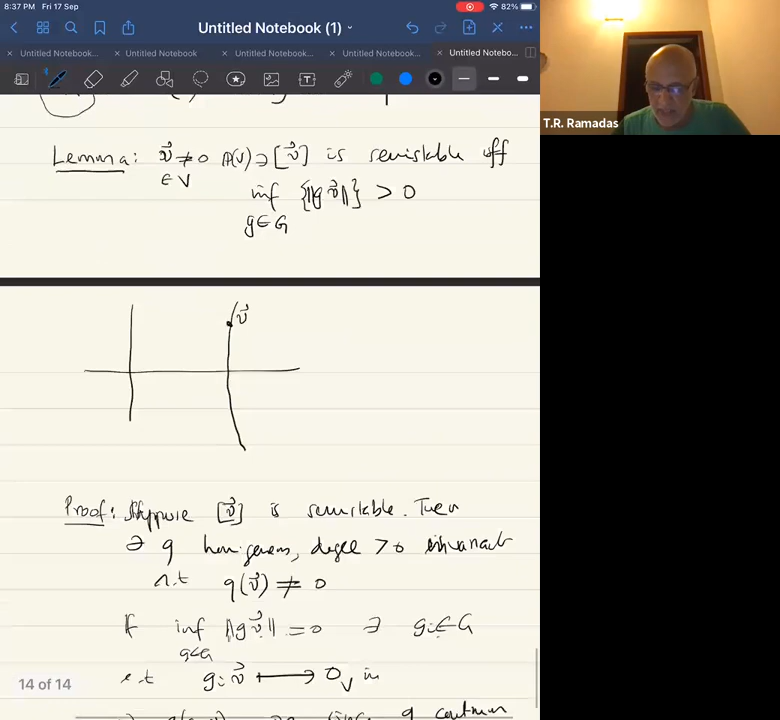 8:37 PM Fri 17 Sep
82%
Untitled Notebook (1)
Untitled Notebook...
Untitled Notebook
Untitled Notebook...
Untitled Notebook...
Untitled Notebo...
T.R. Ramadas
Lemma: v⃗ ≠ 0 P(V) ∋ [v⃗] is semistable iff
∈ V
inf {‖g v⃗‖} > 0
g ∈ G
v⃗
Proof: Suppose [v⃗] is semistable. Then
∃ q homogeneous, degree > 0 invariant
s.t q(v⃗) ≠ 0
If inf ‖g v⃗‖ = 0 ∃ gᵢ ∈ G
g∈G
s.t gᵢ v⃗ ⟼ 0_V in
since q
14 of 14